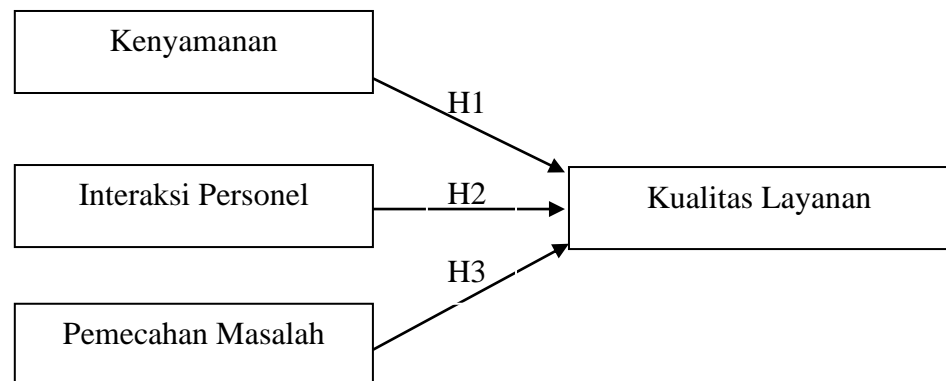 Kenyamanan
H1
Interaksi Personel
H2
Kualitas Layanan
H3
Pemecahan Masalah